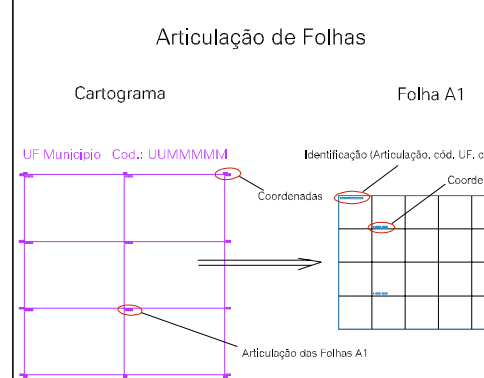 Articulação de Folhas
Cartograma
Folha A1
UF Municipio Cod.: UUMMMMM
Identificação (Articulação, cód. UF, c
Coordenadas
Coorde
Articulação das Folhas A1